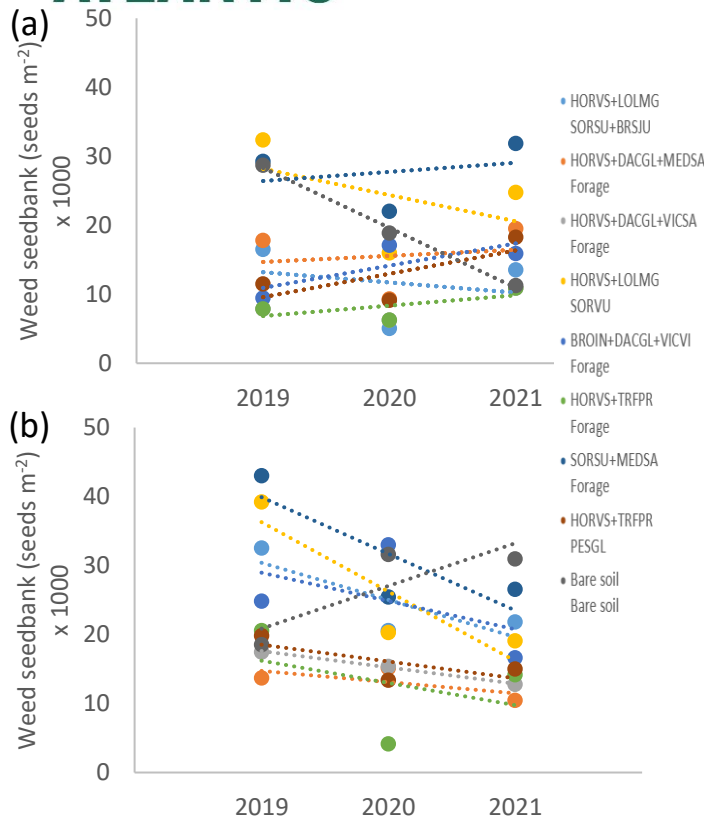 (a)
Weed seedbank (seeds m-2)
x 1000
50
40
30
20
10
0
2019 2020 2021
HORVS+LOLMG
SORSU+BRSJU
HORVS+DACGL+MEDSA
Forage
HORVS+DACGL+VICSA
Forage
HORVS+LOLMG
SORVU
BROIN+DACGL+VICVI
Forage
HORVS+TRFPR
Forage
SORSU+MEDSA
Forage
HORVS+TRFPR
PESGL
Bare soil
Bare soil
(b)
Weed seedbank (seeds m-2)
x 1000
50
40
30
20
10
0
2019 2020 2021